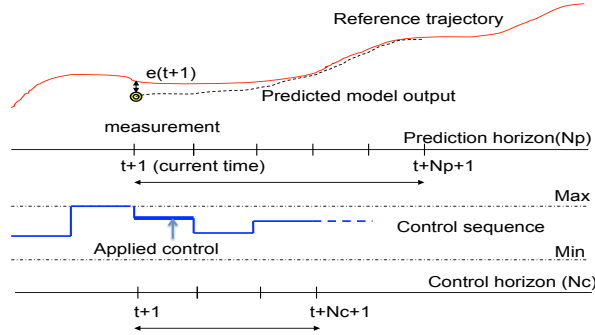 Reference trajectory
e(t+1)
Predicted model output
measurement
Prediction horizon(Np)
t+1 (current time)
t+Np+1
Max
Control sequence
Applied control
Min
Control horizon (Nc)
t+1
t+Nc+1